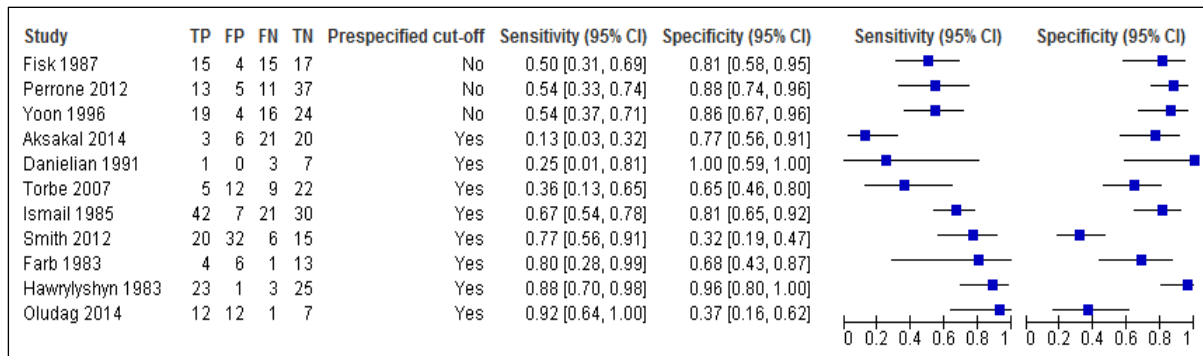 Study TP FP FN TN Prespecified cut-off Sensitivity (95% CI) Specificity (95% CI) Sensitivity (95% CI) Specificity (95% CI)
Fisk 1987 15 4 15 17 No 0.50 [0.31, 0.69] 0.81 [0.58, 0.95]
Perrone 2012 13 5 11 37 No 0.54 [0.33, 0.74] 0.88 [0.74, 0.96]
Yoon 1996 19 4 16 24 No 0.54 [0.37, 0.71] 0.86 [0.67, 0.96]
Aksakal 2014 3 6 21 20 Yes 0.13 [0.03, 0.32] 0.77 [0.56, 0.91]
Danielian 1991 1 0 3 7 Yes 0.25 [0.01, 0.81] 1.00 [0.59, 1.00]
Torbe 2007 5 12 9 22 Yes 0.36 [0.13, 0.65] 0.65 [0.46, 0.80]
Ismail 1985 42 7 21 30 Yes 0.67 [0.54, 0.78] 0.81 [0.65, 0.92]
Smith 2012 20 32 6 15 Yes 0.77 [0.56, 0.91] 0.32 [0.19, 0.47]
Farb 1983 4 6 1 13 Yes 0.80 [0.28, 0.99] 0.68 [0.43, 0.87]
Hawrylyshyn 1983 23 1 3 25 Yes 0.88 [0.70, 0.98] 0.96 [0.80, 1.00]
Oludag 2014 12 12 1 7 Yes 0.92 [0.64, 1.00] 0.37 [0.16, 0.62]
0 0.2 0.4 0.6 0.8 1 0 0.2 0.4 0.6 0.8 1